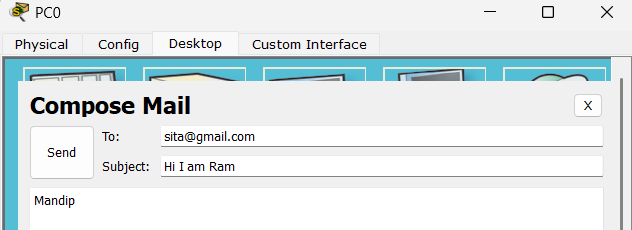 PC0
Physical Config Desktop Custom Interface
Compose Mail X
Send
To: sita@gmail.com
Subject: Hi I am Ram
Mandip